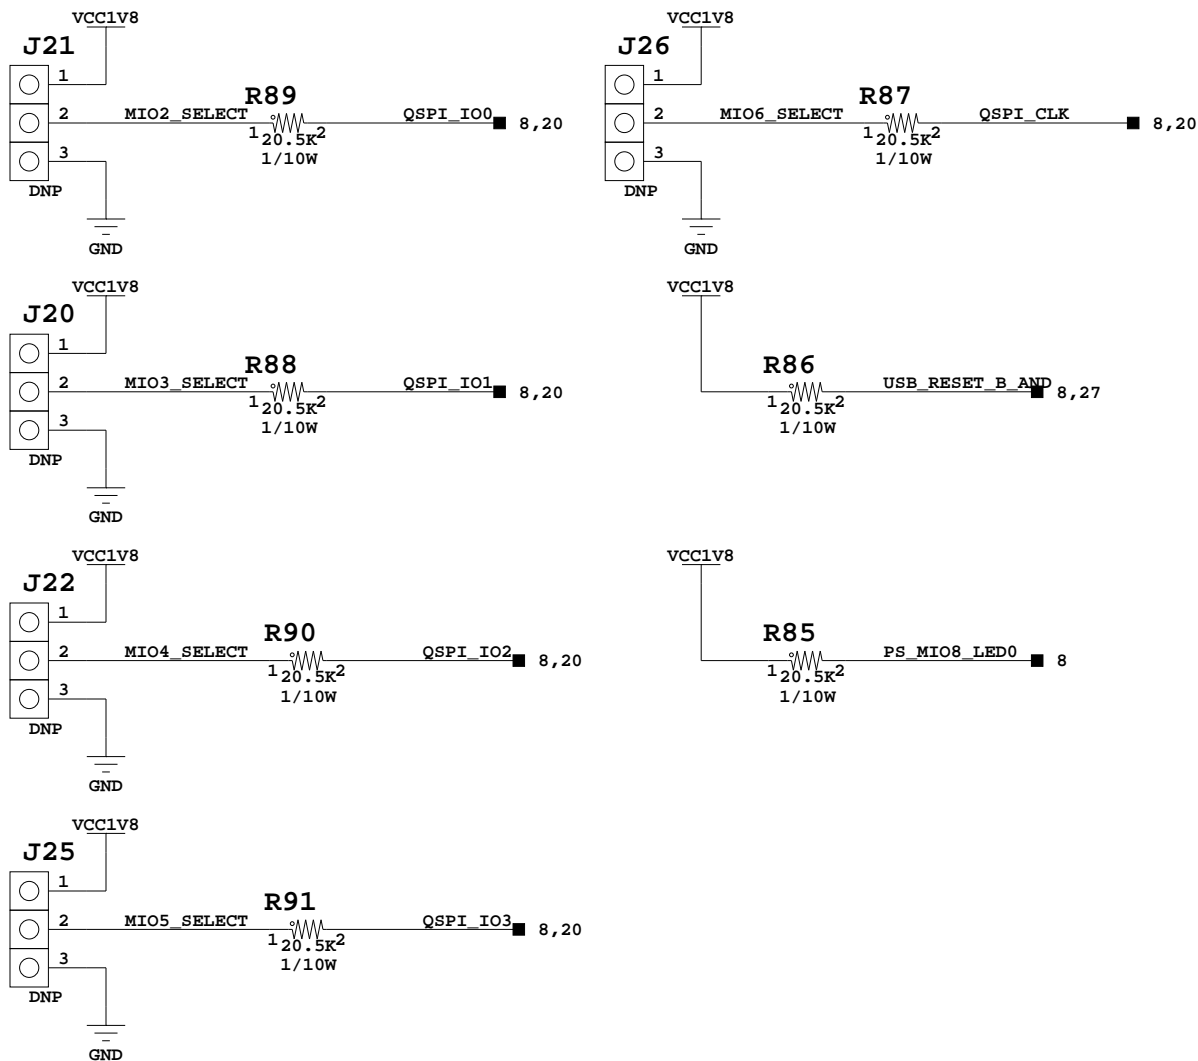 VCC1V8
J21
1
2 MIO2_SELECT R89 QSPI_IO0 8,20
1 20.5K 2
1/10W
3
DNP
GND
VCC1V8
J26
1
2 MIO6_SELECT R87 QSPI_CLK 8,20
1 20.5K 2
1/10W
3
DNP
GND
VCC1V8
J20
1
2 MIO3_SELECT R88 QSPI_IO1 8,20
1 20.5K 2
1/10W
3
DNP
GND
VCC1V8
R86 USB_RESET_B_AND 8,27
1 20.5K 2
1/10W
VCC1V8
J22
1
2 MIO4_SELECT R90 QSPI_IO2 8,20
1 20.5K 2
1/10W
3
DNP
GND
VCC1V8
R85 PS_MIO8_LED0 8
1 20.5K 2
1/10W
VCC1V8
J25
1
2 MIO5_SELECT R91 QSPI_IO3 8,20
1 20.5K 2
1/10W
3
DNP
GND